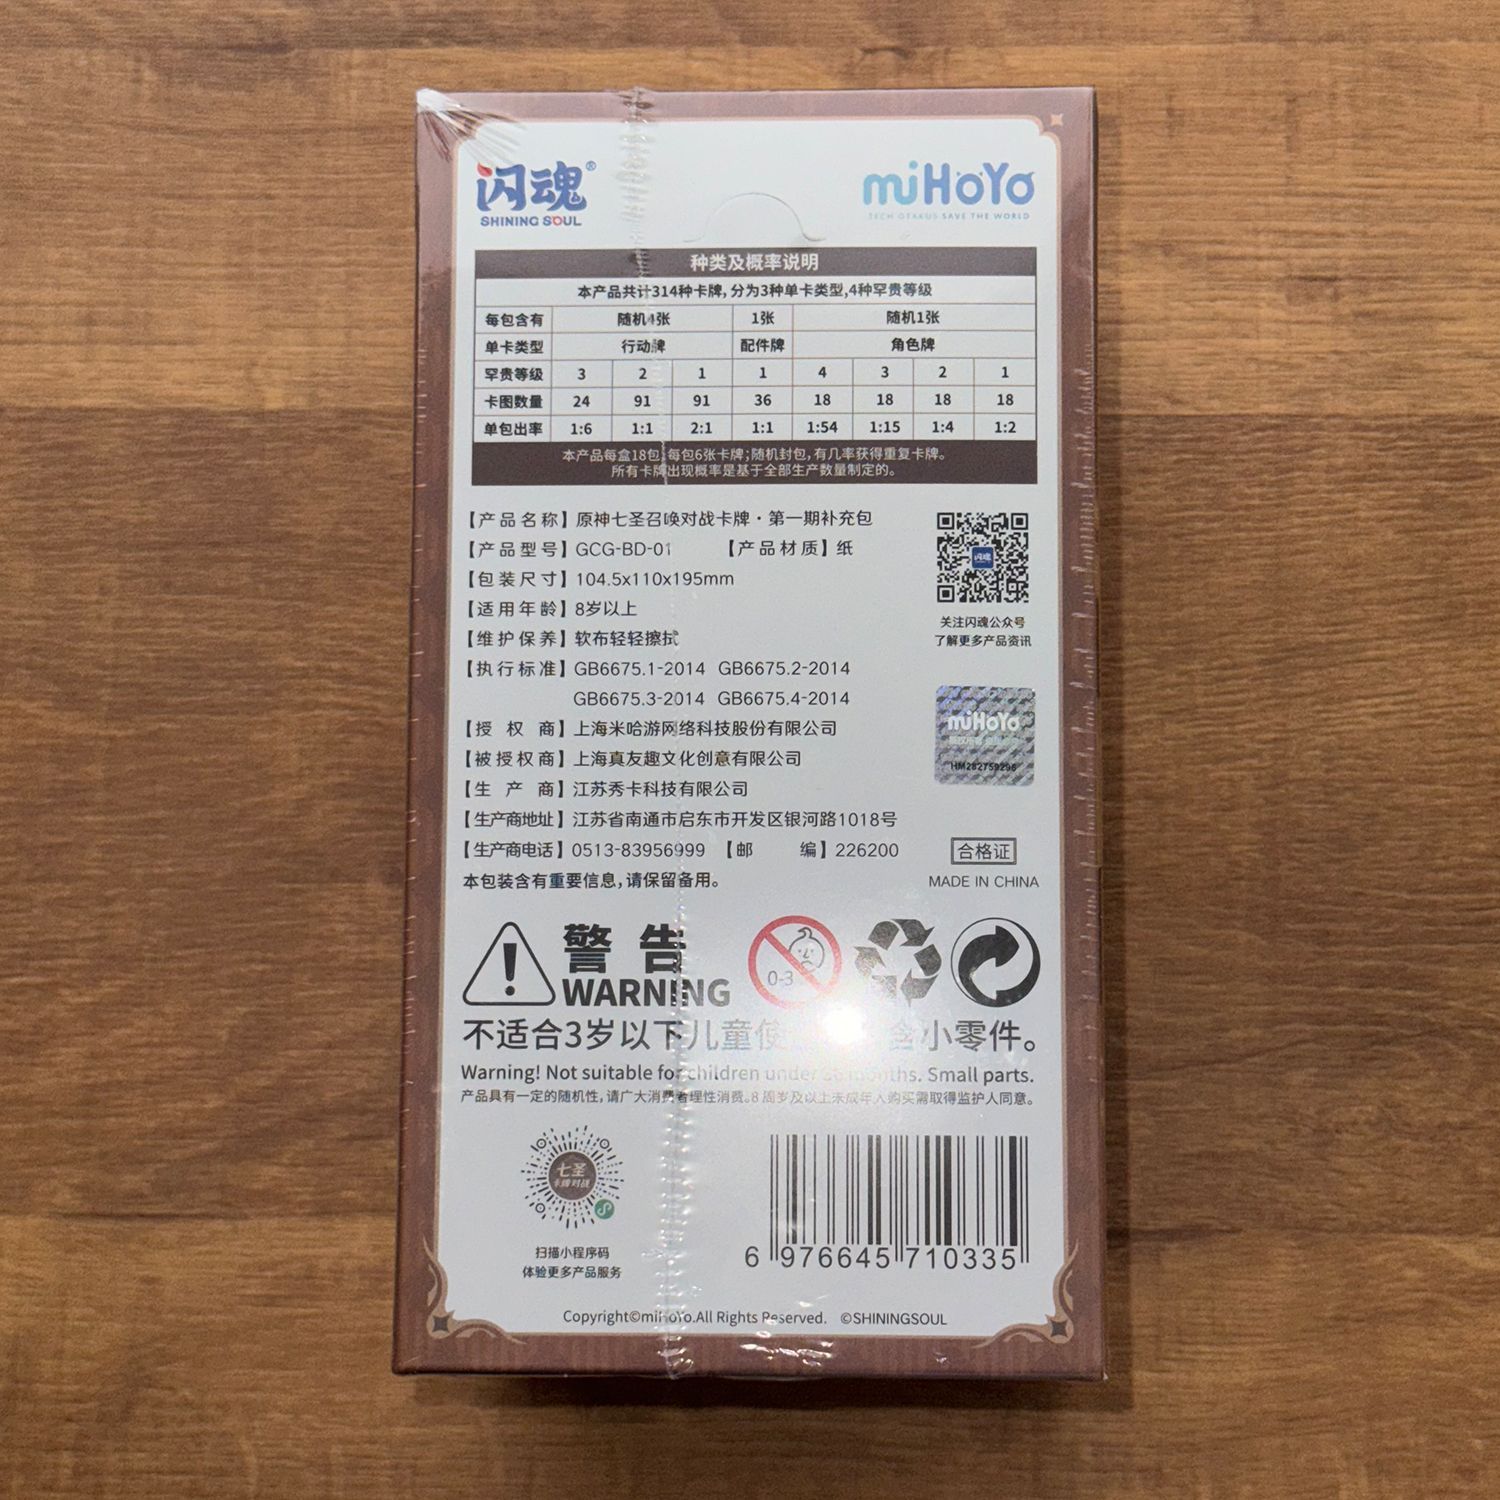 闪魂®
SHINING SOUL
miHoYo
TECH OTAKUS SAVE THE WORLD
种类及概率说明
本产品共计314种卡牌,分为3种单卡类型,4种罕贵等级
每包含有 随机4张 1张 随机1张
单卡类型 行动牌 配件牌 角色牌
罕贵等级 3 2 1 1 4 3 2 1
卡图数量 24 91 91 36 18 18 18 18
单包出率 1:6 1:1 2:1 1:1 1:54 1:15 1:4 1:2
本产品每盒18包,每包6张卡牌;随机封包,有几率获得重复卡牌。
所有卡牌出现概率是基于全部生产数量制定的。
【产品名称】原神七圣召唤对战卡牌·第一期补充包
【产品型号】GCG-BD-01 【产品材质】纸
【包装尺寸】104.5x110x195mm
【适用年龄】8岁以上
【维护保养】软布轻轻擦拭
【执行标准】GB6675.1-2014 GB6675.2-2014
GB6675.3-2014 GB6675.4-2014
【授权商】上海米哈游网络科技股份有限公司
【被授权商】上海真友趣文化创意有限公司
【生产商】江苏秀卡科技有限公司
【生产商地址】江苏省南通市启东市开发区银河路1018号
【生产商电话】0513-83956999 【邮编】226200
本包装含有重要信息,请保留备用。
闪魂
关注闪魂公众号
了解更多产品资讯
miHoYo
HM282759296
合格证
MADE IN CHINA
警告
WARNING
0-3
不适合3岁以下儿童使 含小零件。
Warning! Not suitable for children under 36 months. Small parts.
产品具有一定的随机性,请广大消费者理性消费。8周岁及以上未成年人购买需取得监护人同意。
七圣
卡牌对战
扫描小程序码
体验更多产品服务
6 976645 710335
Copyright©miHoYo.All Rights Reserved. ©SHININGSOUL